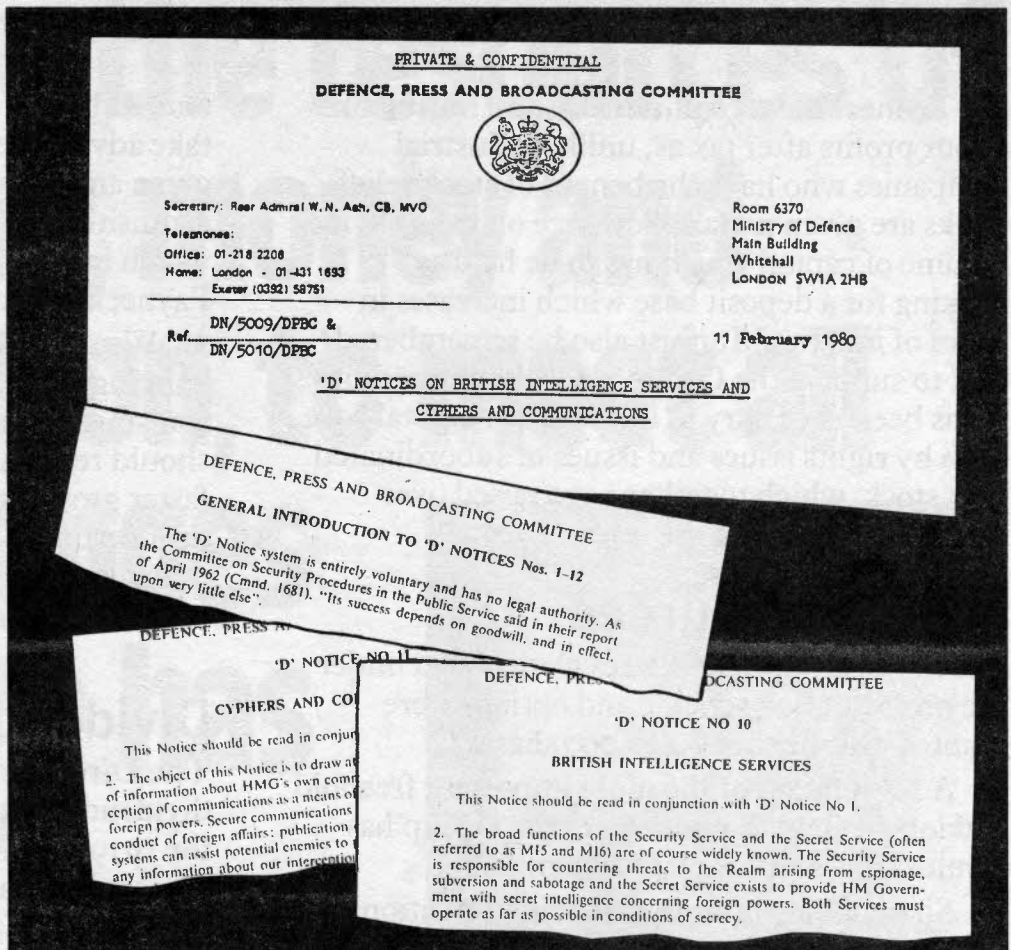 PRIVATE & CONFIDENTIAL
DEFENCE, PRESS AND BROADCASTING COMMITTEE
Secretary: Rear Admiral W. N. Ash, CB, MVO
Telephones:
Office: 01-218 2206
Home: London - 01-431 1693
Exeter (0392) 58751
Room 6370
Ministry of Defence
Main Building
Whitehall
LONDON SW1A 2HB
Ref. DN/5009/DPBC &
DN/5010/DPBC
11 February 1980
'D' NOTICES ON BRITISH INTELLIGENCE SERVICES AND
CYPHERS AND COMMUNICATIONS
DEFENCE, PRESS AND BROADCASTING COMMITTEE
GENERAL INTRODUCTION TO 'D' NOTICES Nos. 1-12
The 'D' Notice system is entirely voluntary and has no legal authority. As
the Committee on Security Procedures in the Public Service said in their report
of April 1962 (Cmnd. 1681). "Its success depends on goodwill, and in effect,
upon very little else".
DEFENCE, PRESS A
'D' NOTICE NO 11
CYPHERS AND CO
This Notice should be read in conjun
2. The object of this Notice is to draw at
of information about HMG's own comm
ception of communications as a means o
foreign powers. Secure communications
conduct of foreign affairs: publication
systems can assist potential enemies to
any information about our interception
DEFENCE, PRES DCASTING COMMITTEE
'D' NOTICE NO 10
BRITISH INTELLIGENCE SERVICES
This Notice should be read in conjunction with 'D' Notice No 1.
2. The broad functions of the Security Service and the Secret Service (often
referred to as M15 and M16) are of course widely known. The Security Service
is responsible for countering threats to the Realm arising from espionage,
subversion and sabotage and the Secret Service exists to provide HM Govern-
ment with secret intelligence concerning foreign powers. Both Services must
operate as far as possible in conditions of secrecy.